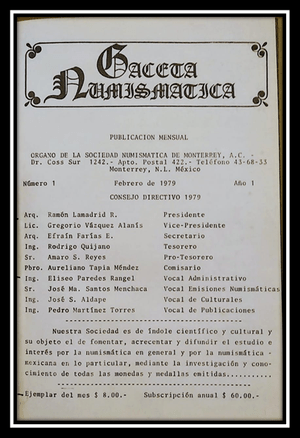 GACETA
NUMISMATICA
PUBLICACION MENSUAL
ORGANO DE LA SOCIEDAD NUMISMATICA DE MONTERREY, A.C. -
Dr. Coss Sur 1242.- Apto. Postal 422.- Teléfono 43-68-33
Monterrey, N.L. México
Número 1 Febrero de 1979 Año 1
CONSEJO DIRECTIVO 1979
Arq. Ramón Lamadrid R. Presidente
Lic. Gregorio Vázquez Alanís Vice-Presidente
Arq. Efraín Farías E. Secretario
Ing. Rodrigo Quijano Tesorero
Sr. Amaro S. Reyes Pro-Tesorero
Pbro. Aureliano Tapia Méndez Comisario
Ing. Eliseo Paredes Rangel Vocal Administrativo
Sr. José Ma. Santos Menchaca Vocal Emisiones Numismáticas
Ing. José S. Aldape Vocal de Culturales
Ing. Pedro Martínez Torres Vocal de Publicaciones
Nuestra Sociedad es de índole científico y cultural y
su objeto el de fomentar, acrecentar y difundir el estudio e
interés por la numismática en general y por la numismática -
mexicana en lo particular, mediante la investigación y cono-
cimiento de todas las monedas y medallas emitidas..........
Ejemplar del mes $ 8.00.- Subscripción anual $ 60.00.-